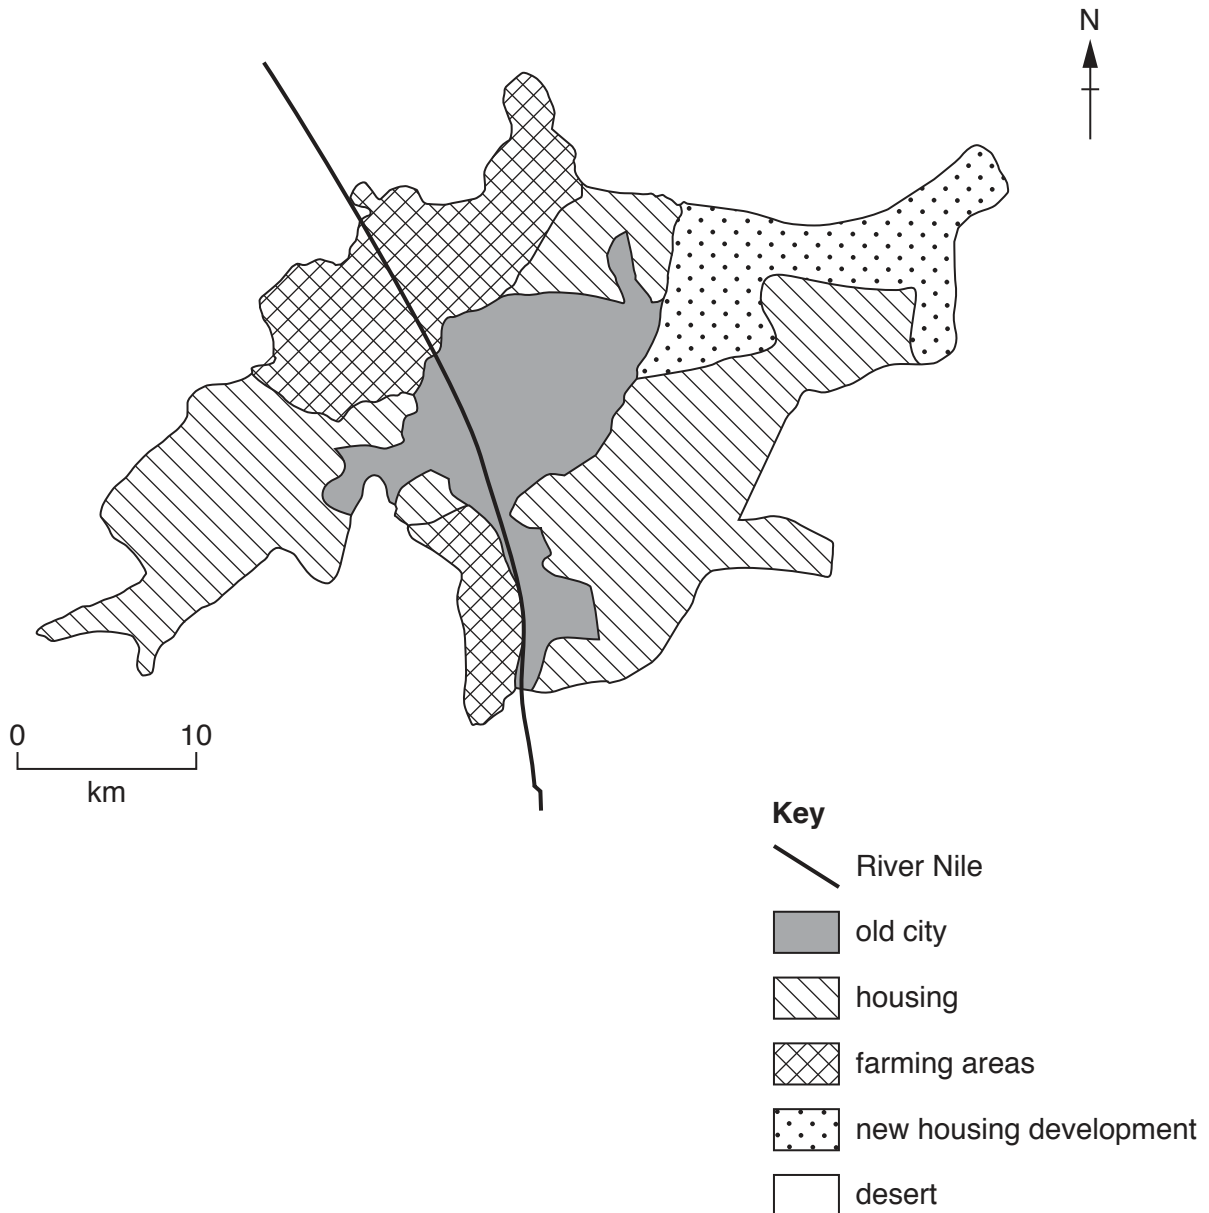 N
0 10
km
Key
River Nile
old city
housing
farming areas
new housing development
desert